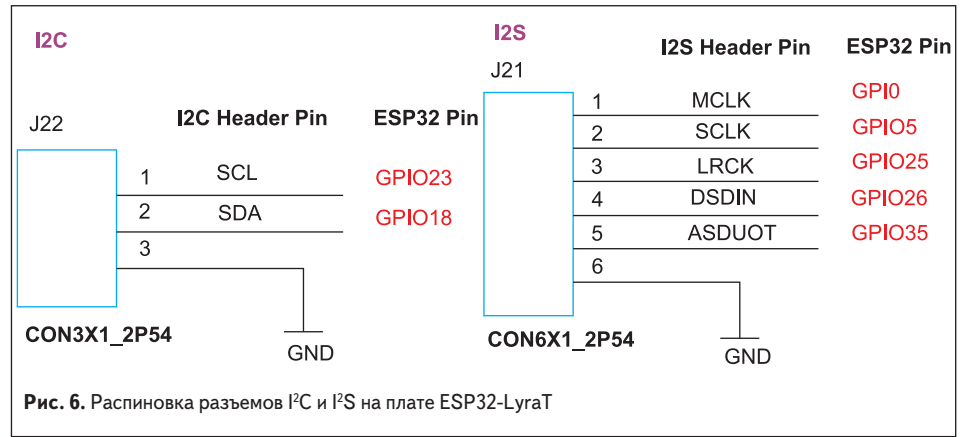 I2C
J22
I2C Header Pin
ESP32 Pin
1 SCL GPIO23
2 SDA GPIO18
3
GND
CON3X1_2P54
I2S
J21
I2S Header Pin
ESP32 Pin
1 MCLK GPI0
2 SCLK GPIO5
3 LRCK GPIO25
4 DSDIN GPIO26
5 ASDUOT GPIO35
6
GND
CON6X1_2P54
Рис. 6. Распиновка разъемов I²C и I²S на плате ESP32-LyraT